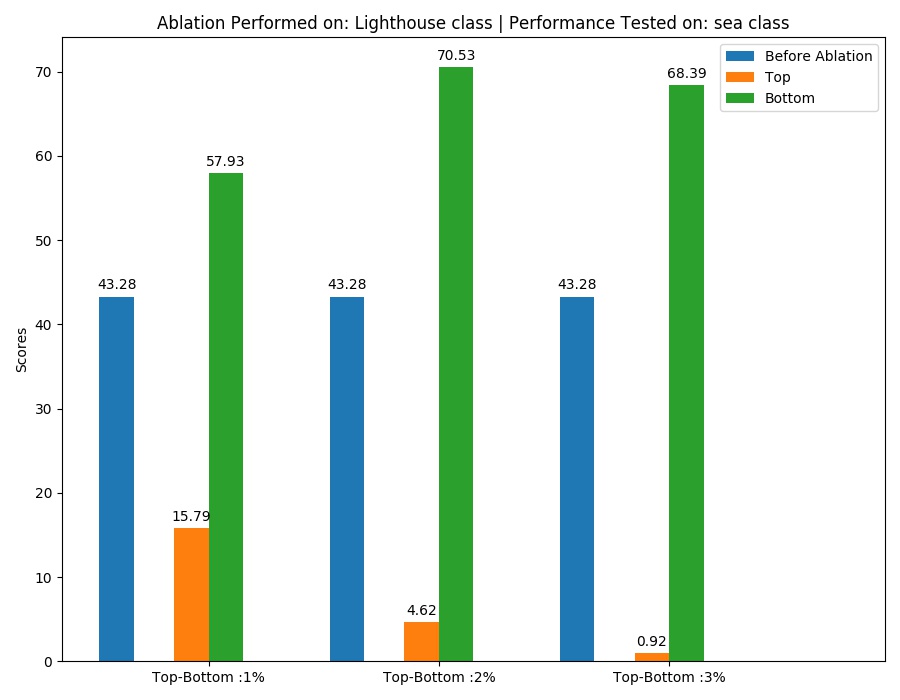 Ablation Performed on: Lighthouse class | Performance Tested on: sea class
Before Ablation
Top
Bottom
Scores
70
60
50
40
30
20
10
0
43.28
15.79
57.93
43.28
4.62
70.53
43.28
0.92
68.39
Top-Bottom :1%
Top-Bottom :2%
Top-Bottom :3%